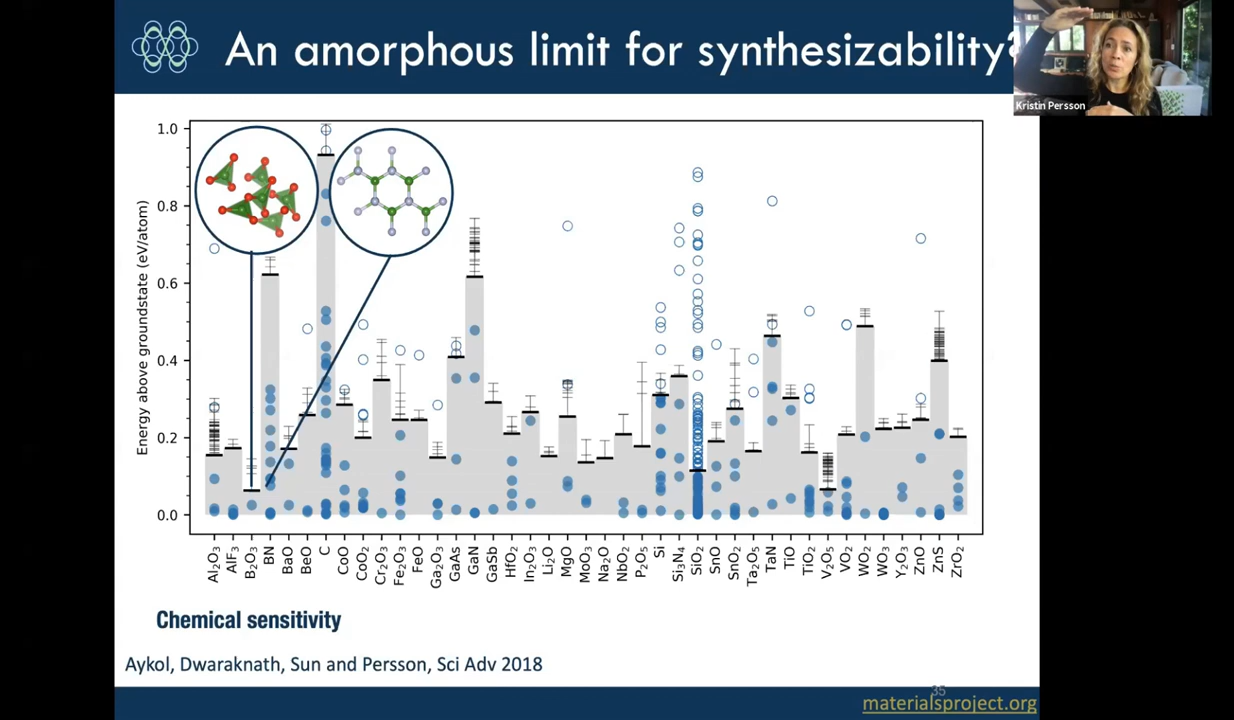 An amorphous limit for synthesizability?
Kristin Persson
Energy above groundstate (eV/atom)
1.0
0.8
0.6
0.4
0.2
0.0
Al₂O₃
AlF₃
B₂O₃
BN
BaO
BeO
C
CoO
CoO₂
Cr₂O₃
Fe₂O₃
FeO
Ga₂O₃
GaAs
GaN
GaSb
HfO₂
In₂O₃
Li₂O
MgO
MoO₃
Na₂O
NbO₂
P₂O₅
Si
Si₃N₄
SiO₂
SnO
SnO₂
Ta₂O₅
TaN
TiO
TiO₂
V₂O₅
VO₂
WO₂
WO₃
Y₂O₃
ZnO
ZnS
ZrO₂
Chemical sensitivity
Aykol, Dwaraknath, Sun and Persson, Sci Adv 2018
35
materialsproject.org